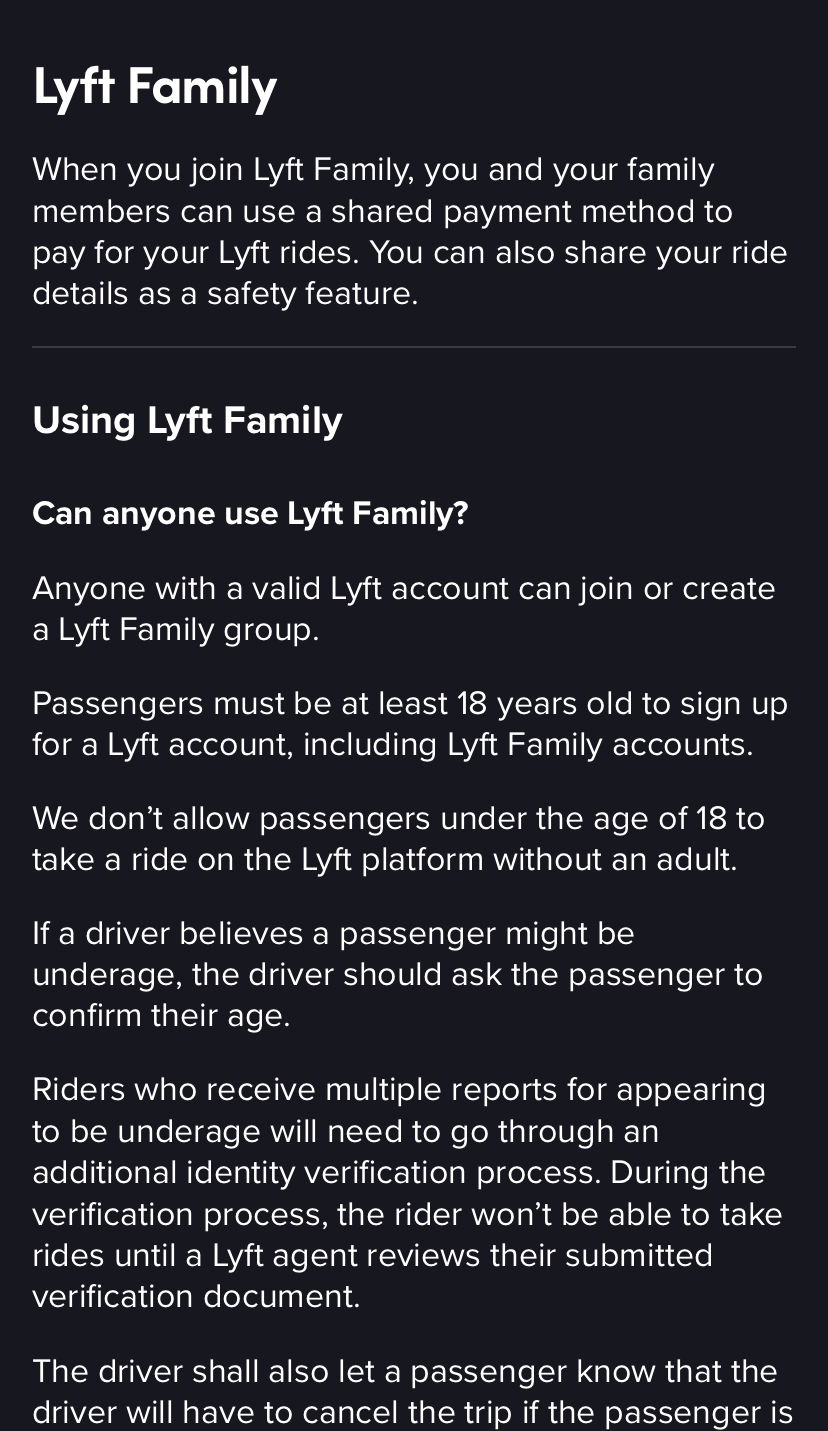 Lyft Family
When you join Lyft Family, you and your family
members can use a shared payment method to
pay for your Lyft rides. You can also share your ride
details as a safety feature.
Using Lyft Family
Can anyone use Lyft Family?
Anyone with a valid Lyft account can join or create
a Lyft Family group.
Passengers must be at least 18 years old to sign up
for a Lyft account, including Lyft Family accounts.
We don’t allow passengers under the age of 18 to
take a ride on the Lyft platform without an adult.
If a driver believes a passenger might be
underage, the driver should ask the passenger to
confirm their age.
Riders who receive multiple reports for appearing
to be underage will need to go through an
additional identity verification process. During the
verification process, the rider won’t be able to take
rides until a Lyft agent reviews their submitted
verification document.
The driver shall also let a passenger know that the
driver will have to cancel the trip if the passenger is